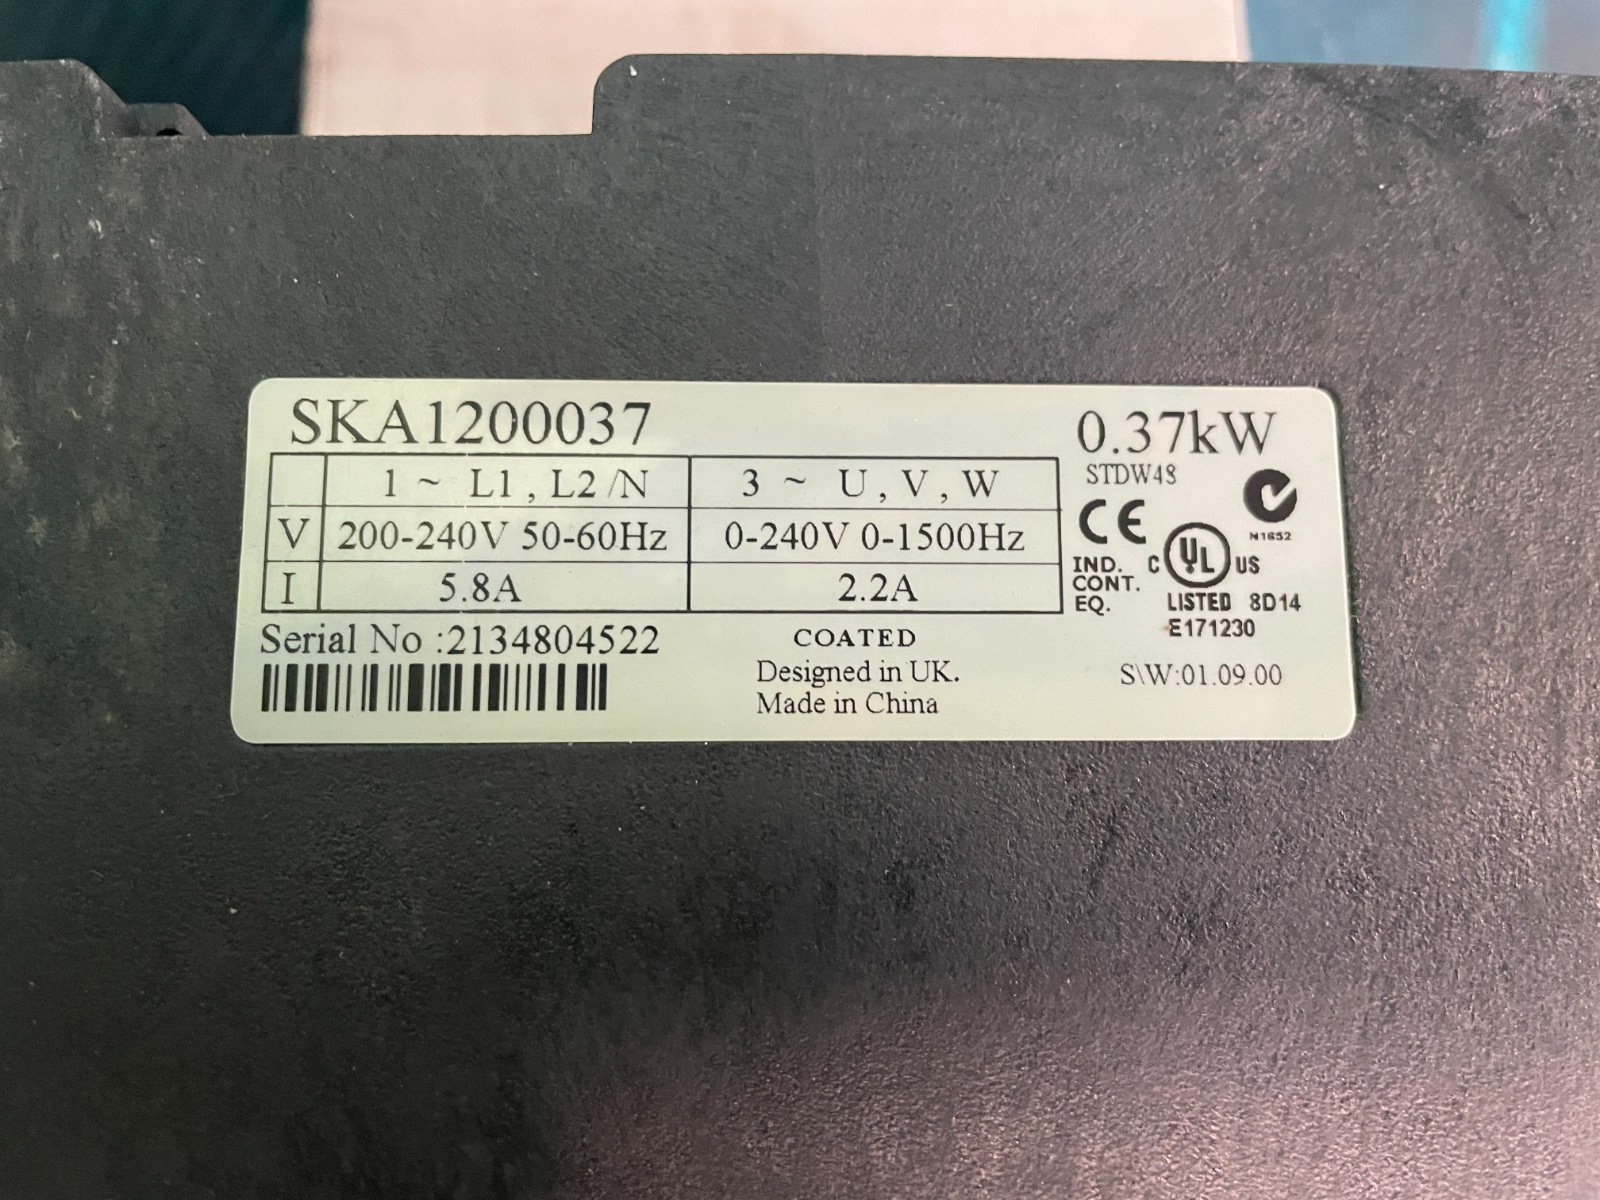 SKA1200037
0.37kW
1 ~ L1, L2/N
3 ~ U, V, W
STDW48
V
200-240V 50-60Hz
0-240V 0-1500Hz
CE
N1652
I
5.8A
2.2A
IND.
CONT.
EQ.
C UL US
LISTED 8D14
E171230
Serial No :2134804522
COATED
Designed in UK.
Made in China
S\W:01.09.00